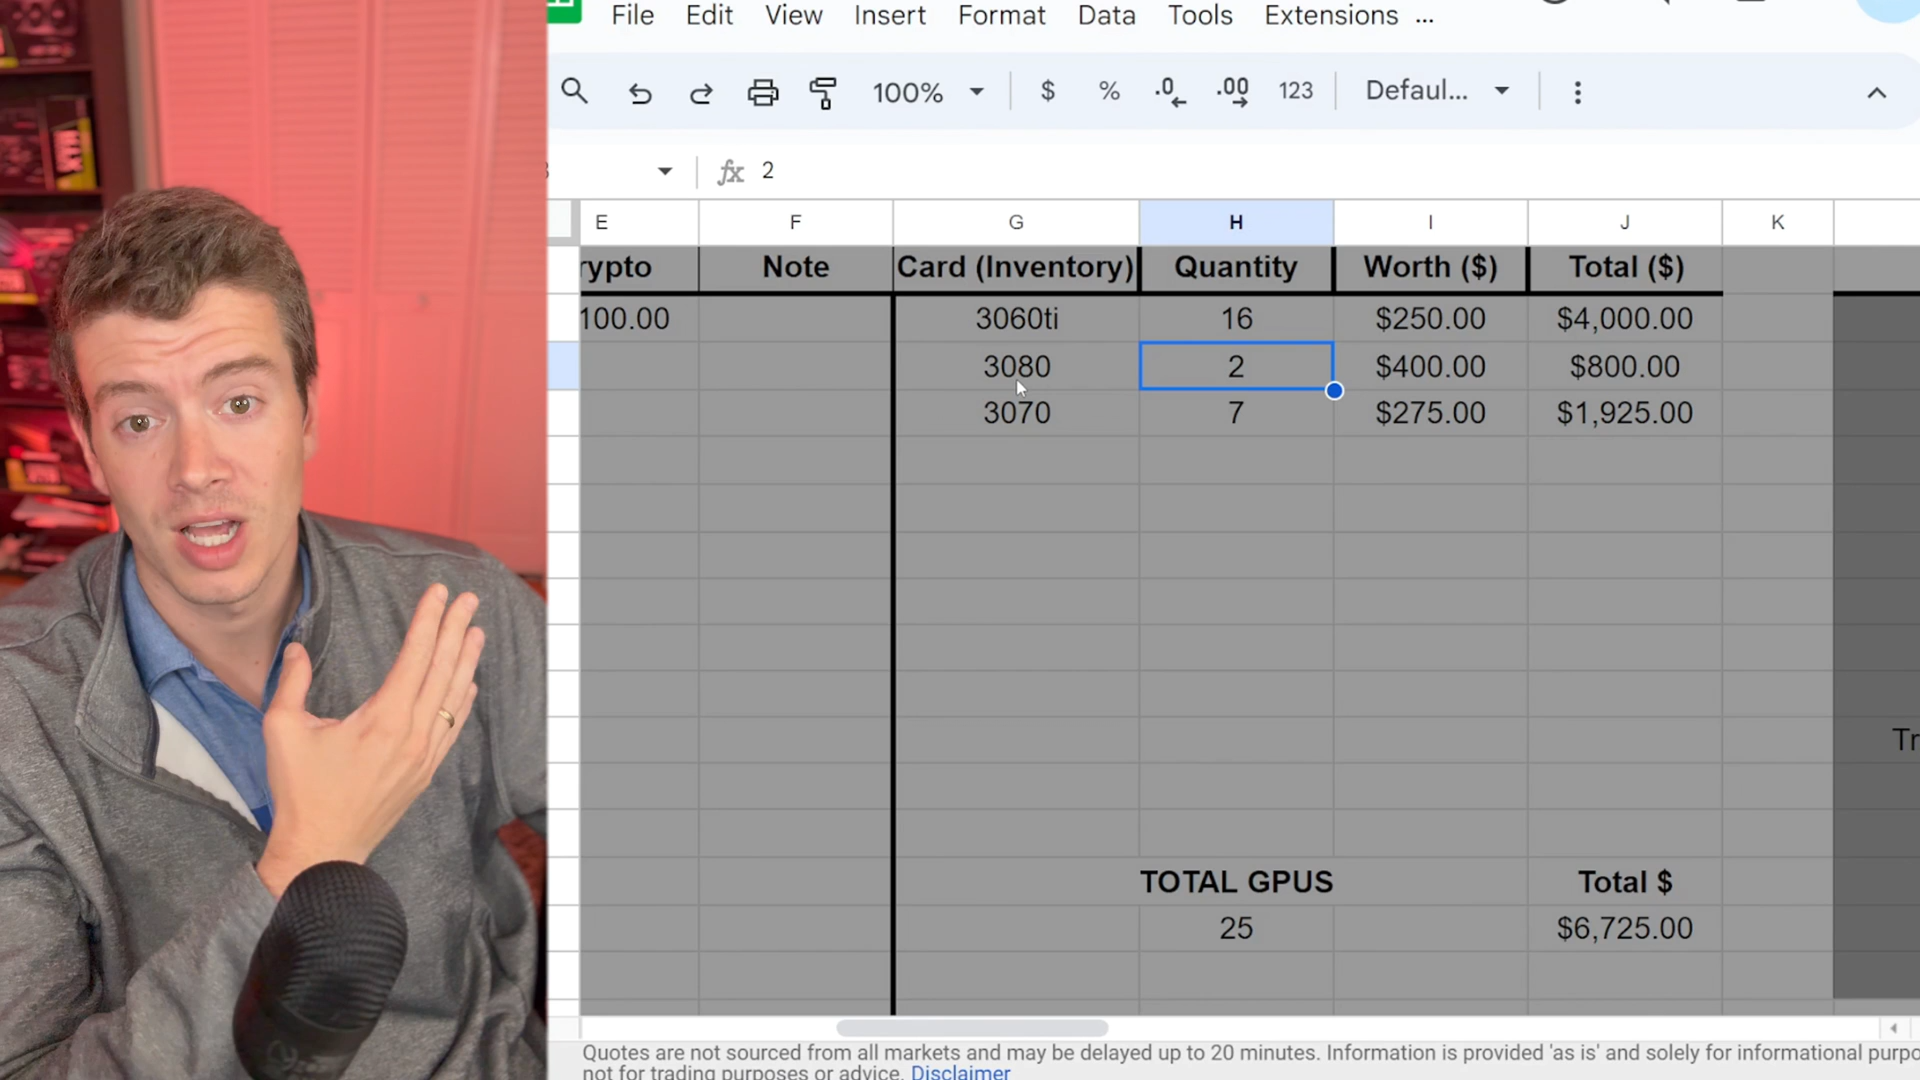 File Edit View Insert Format Data Tools Extensions ...
100% $ % .0 .00 123 Defaul...
fx 2
E F G H I J K
rypto Note Card (Inventory) Quantity Worth ($) Total ($)
100.00 3060ti 16 $250.00 $4,000.00
3080 2 $400.00 $800.00
3070 7 $275.00 $1,925.00
Tr
TOTAL GPUS Total $
25 $6,725.00
Quotes are not sourced from all markets and may be delayed up to 20 minutes. Information is provided 'as is' and solely for informational purpo
not for trading purposes or advice. Disclaimer